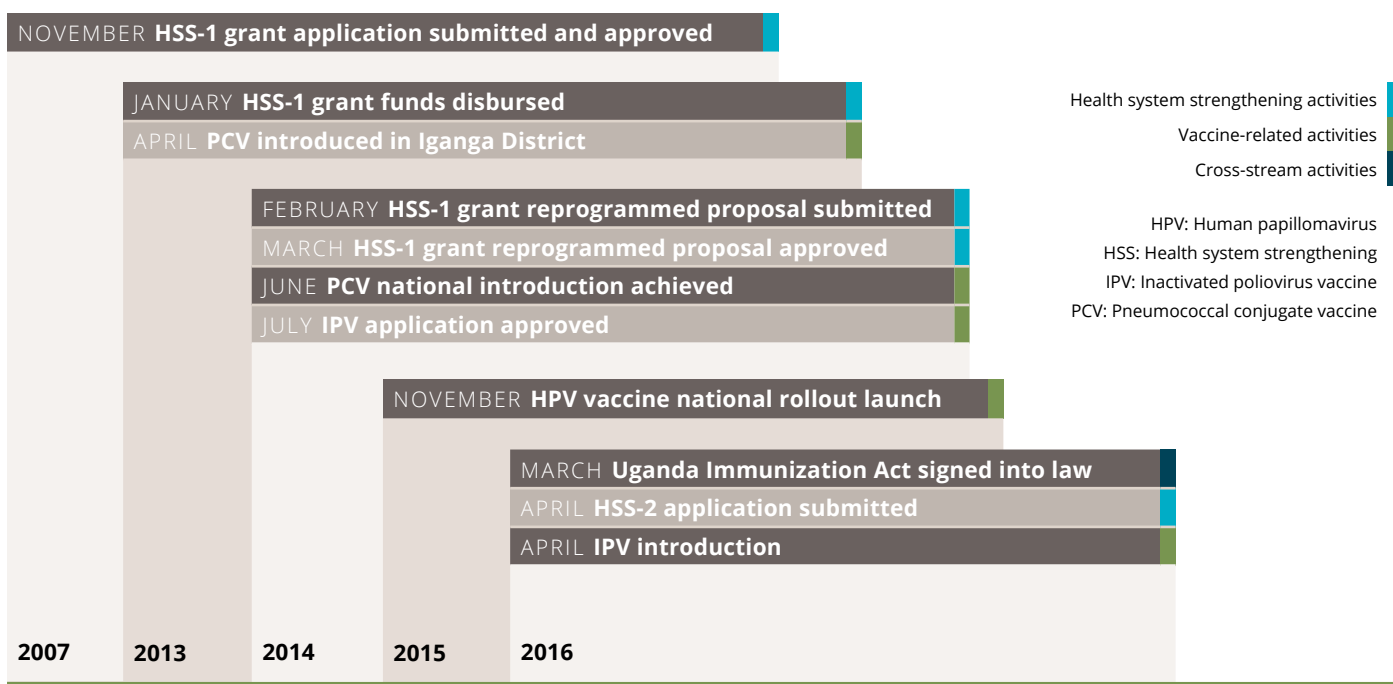 NOVEMBER HSS-1 grant application submitted and approved
JANUARY HSS-1 grant funds disbursed
APRIL PCV introduced in Iganga District
FEBRUARY HSS-1 grant reprogrammed proposal submitted
MARCH HSS-1 grant reprogrammed proposal approved
JUNE PCV national introduction achieved
JULY IPV application approved
NOVEMBER HPV vaccine national rollout launch
MARCH Uganda Immunization Act signed into law
APRIL HSS-2 application submitted
APRIL IPV introduction
2007 2013 2014 2015 2016
Health system strengthening activities
Vaccine-related activities
Cross-stream activities
HPV: Human papillomavirus
HSS: Health system strengthening
IPV: Inactivated poliovirus vaccine
PCV: Pneumococcal conjugate vaccine